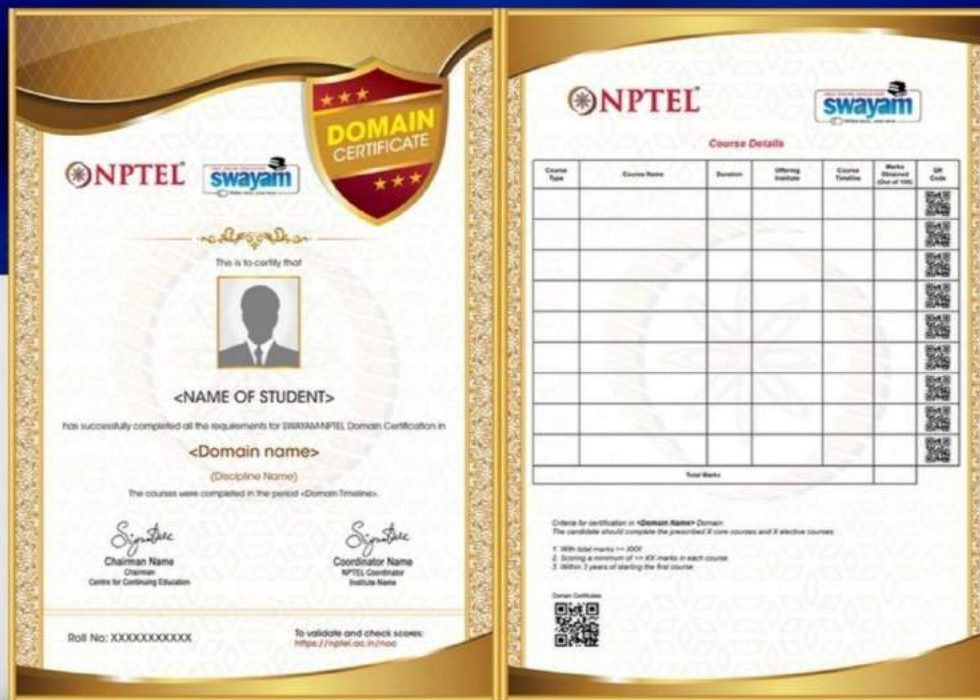 DOMAIN
CERTIFICATE
NPTEL
swayam
This is to certify that
<NAME OF STUDENT>
has successfully completed all the requirements for SWAYAM-NPTEL Domain Certification in
<Domain name>
(Discipline Name)
The courses were completed in the period <Domain Timeline>.
Signature
Chairman Name
Chairman
Centre for Continuing Education
Signature
Coordinator Name
NPTEL Coordinator
Institute Name
Roll No: XXXXXXXXXXX
To validate and check scores:
https://nptel.ac.in/noc
NPTEL
swayam
Course Details
Course Type
Course Name
Duration
Offering Institute
Course Timeline
Marks Obtained (Out of 100)
QR Code
Total Marks
Criteria for certification in <Domain Name> Domain:
The candidate should complete the prescribed X core courses and X elective courses:
1. With total marks >= XXX
2. Scoring a minimum of >= XX marks in each course
3. Within 3 years of starting the first course
Domain Certificate